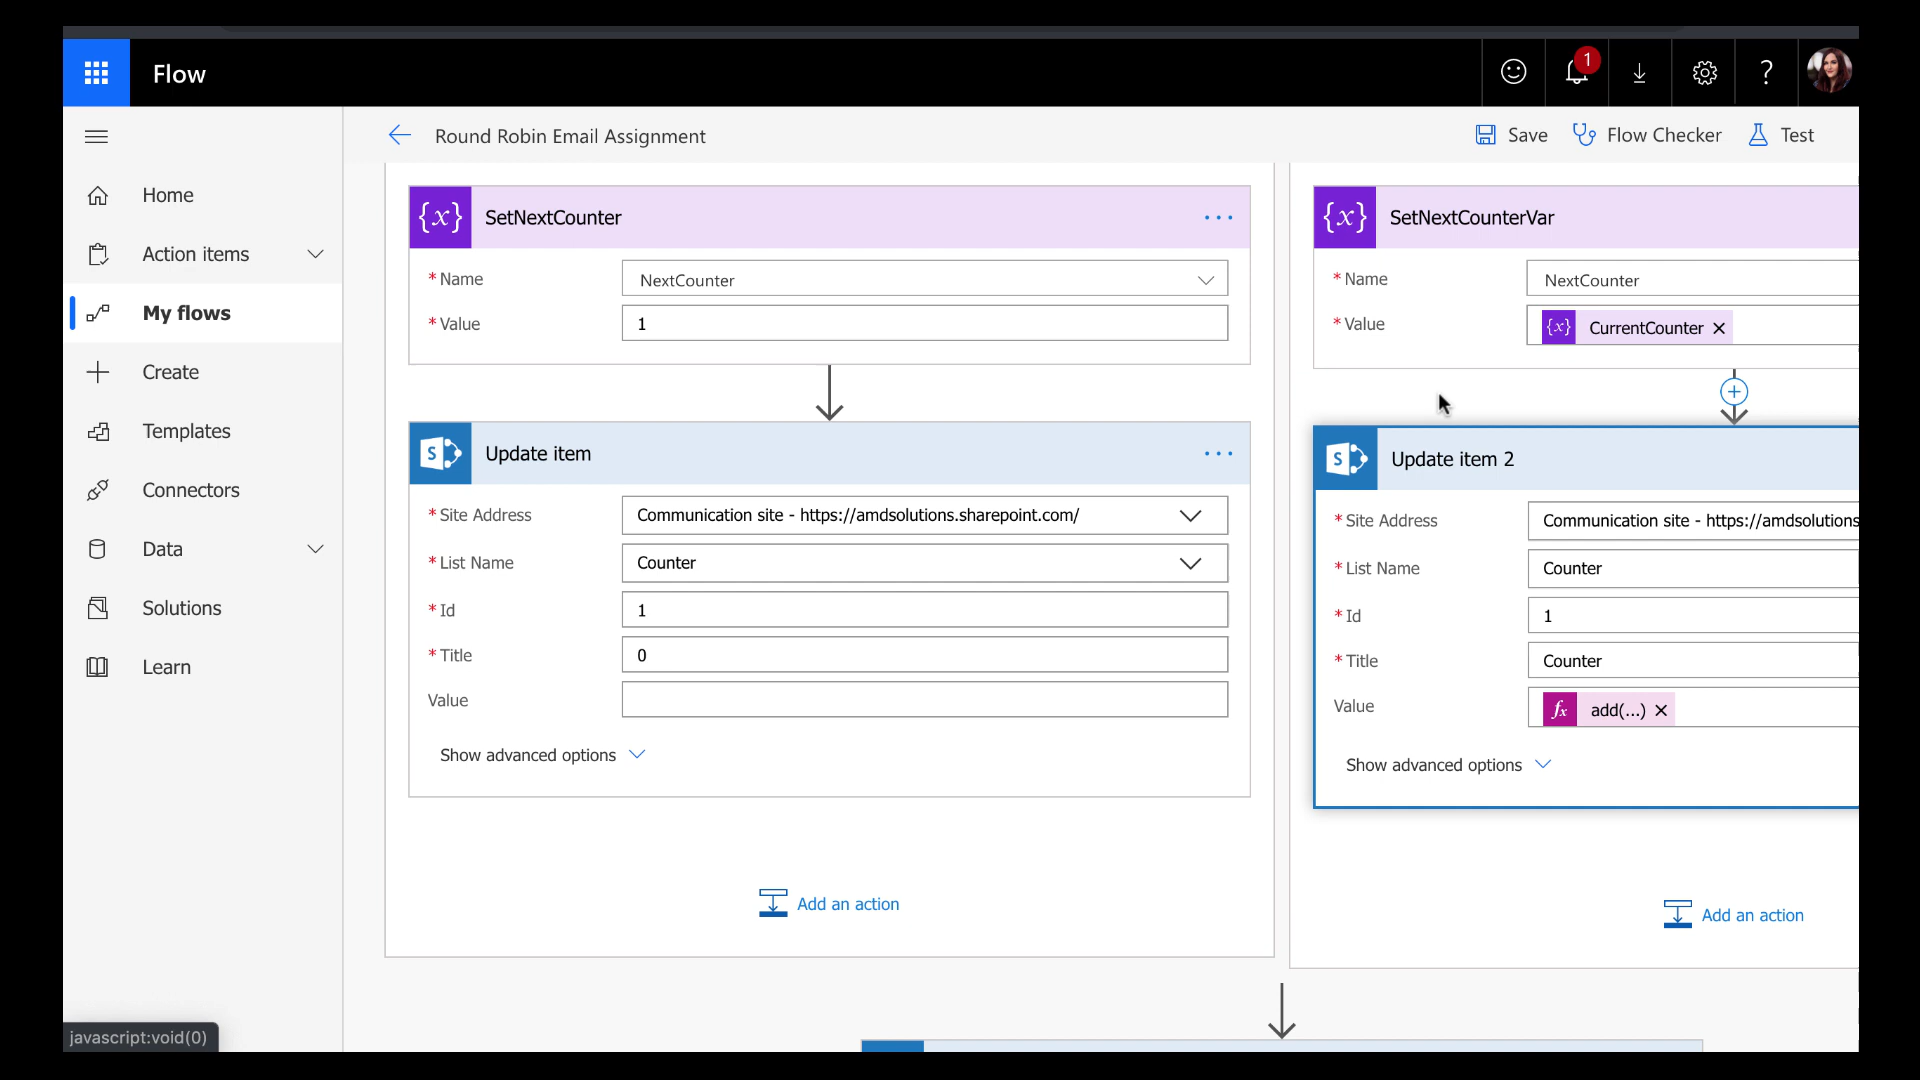 Flow
1
Round Robin Email Assignment
Save
Flow Checker
Test
Home
Action items
My flows
Create
Templates
Connectors
Data
Solutions
Learn
{x} SetNextCounter ...
* Name NextCounter
* Value 1
S Update item ...
* Site Address Communication site - https://amdsolutions.sharepoint.com/
* List Name Counter
* Id 1
* Title 0
Value
Show advanced options
Add an action
{x} SetNextCounterVar
* Name NextCounter
* Value {x} CurrentCounter ×
S Update item 2
* Site Address Communication site - https://amdsolutions
* List Name Counter
* Id 1
* Title Counter
Value fx add(...) ×
Show advanced options
Add an action
javascript:void(0)